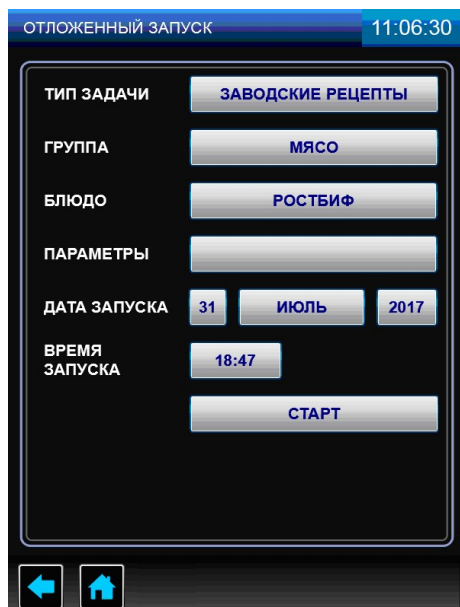 ОТЛОЖЕННЫЙ ЗАПУСК 11:06:30
ТИП ЗАДАЧИ ЗАВОДСКИЕ РЕЦЕПТЫ
ГРУППА МЯСО
БЛЮДО РОСТБИФ
ПАРАМЕТРЫ
ДАТА ЗАПУСКА 31 ИЮЛЬ 2017
ВРЕМЯ
ЗАПУСКА 18:47
СТАРТ